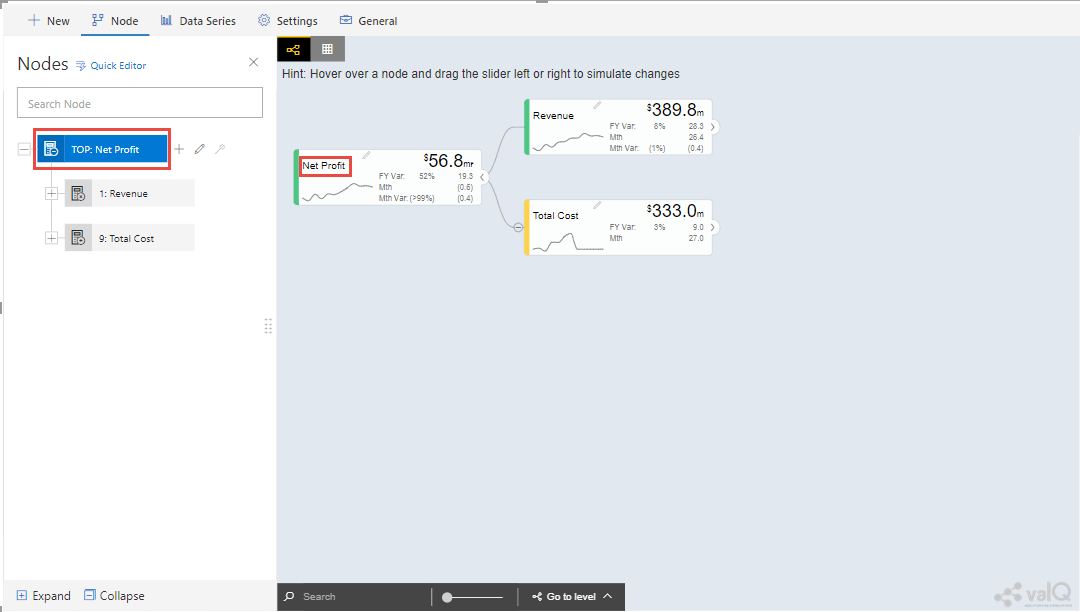 New Node Data Series Settings General
Nodes Quick Editor
Search Node
TOP: Net Profit
1: Revenue
9: Total Cost
Expand Collapse
Hint: Hover over a node and drag the slider left or right to simulate changes
Net Profit $56.8m
FY Var: 52% 19.3
Mth (0.6)
Mth Var: (>99%) (0.4)
Revenue $389.8m
FY Var: 8% 28.3
Mth 26.4
Mth Var: (1%) (0.4)
Total Cost $333.0m
FY Var: 3% 9.0
Mth 27.0
Search Go to level
valQ